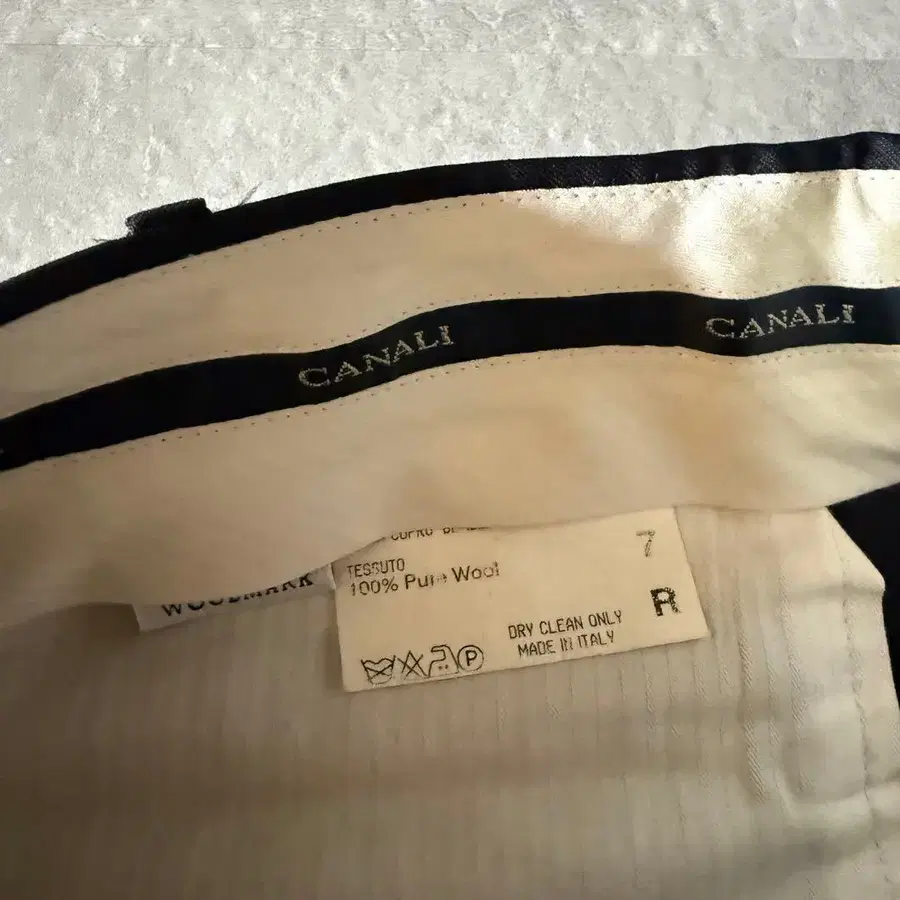 CANALI
CANALI
7
TESSUTO
100% Pure Wool
WOOLMARK
R
DRY CLEAN ONLY
MADE IN ITALY
P